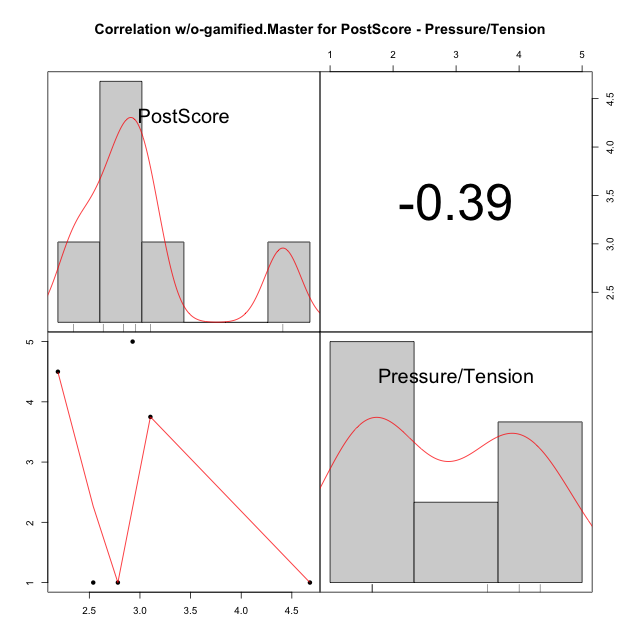 Correlation w/o-gamified.Master for PostScore - Pressure/Tension
1 2 3 4 5
PostScore
-0.39
4.5
4.0
3.5
3.0
2.5
5
4
3
2
1
Pressure/Tension
2.5 3.0 3.5 4.0 4.5